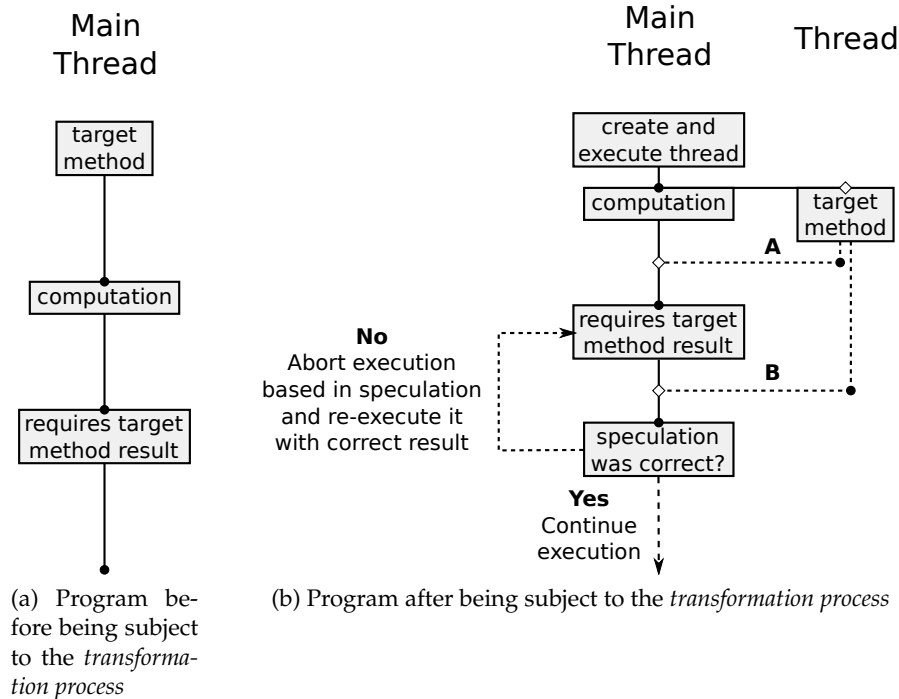 Main
Thread
target
method
computation
requires target
method result
(a) Program be-
fore being subject
to the transforma-
tion process
Main
Thread
Thread
create and
execute thread
computation
target
method
A
requires target
method result
No
Abort execution
based in speculation
and re-execute it
with correct result
B
speculation
was correct?
Yes
Continue
execution
(b) Program after being subject to the transformation process